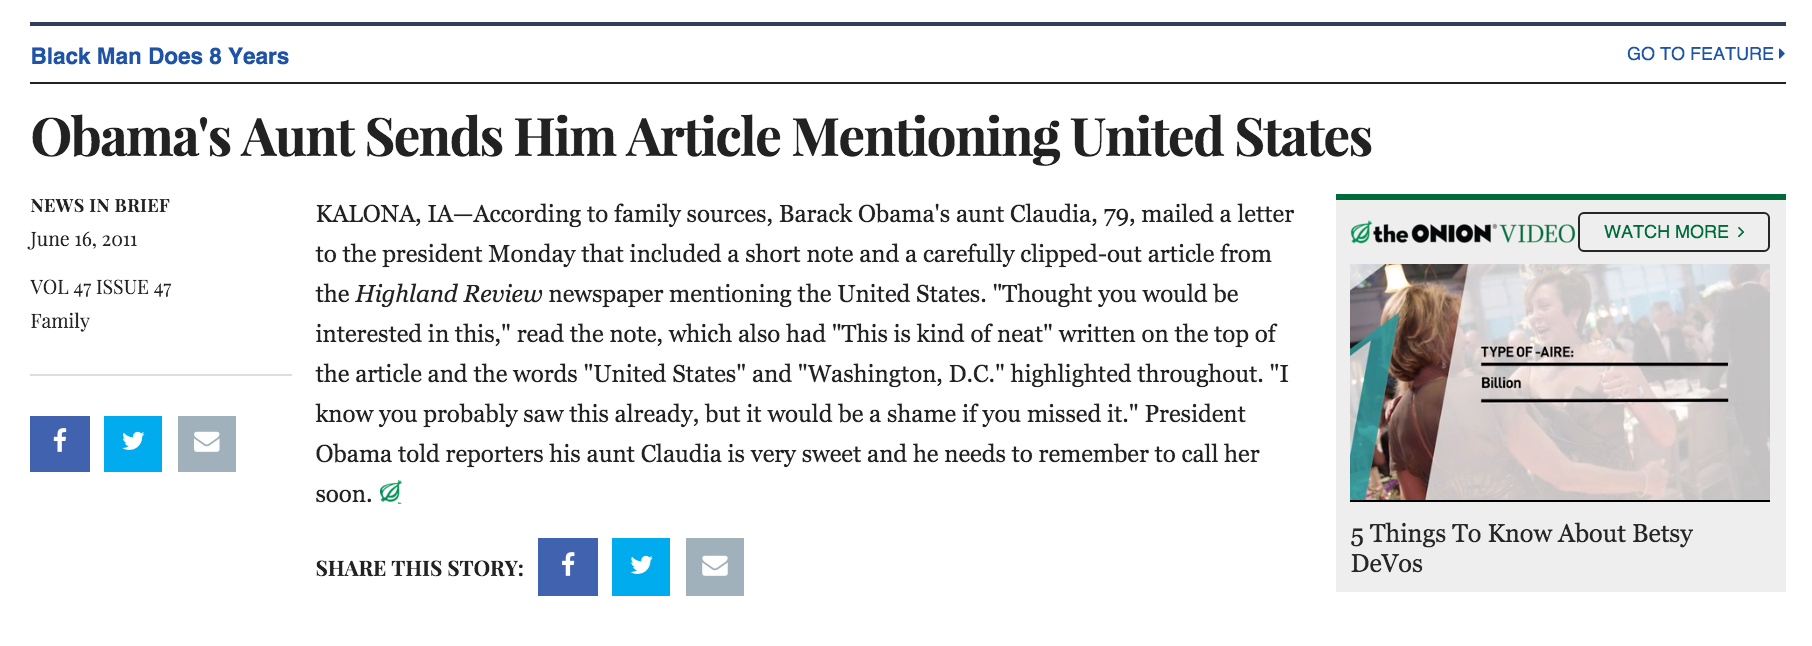 Black Man Does 8 Years
GO TO FEATURE
Obama's Aunt Sends Him Article Mentioning United States
NEWS IN BRIEF
June 16, 2011
VOL 47 ISSUE 47
Family
KALONA, IA—According to family sources, Barack Obama's aunt Claudia, 79, mailed a letter
to the president Monday that included a short note and a carefully clipped-out article from
the Highland Review newspaper mentioning the United States. "Thought you would be
interested in this," read the note, which also had "This is kind of neat" written on the top of
the article and the words "United States" and "Washington, D.C." highlighted throughout. "I
know you probably saw this already, but it would be a shame if you missed it." President
Obama told reporters his aunt Claudia is very sweet and he needs to remember to call her
soon.
SHARE THIS STORY:
the ONION VIDEO
WATCH MORE >
TYPE OF -AIRE:
Billion
5 Things To Know About Betsy
DeVos